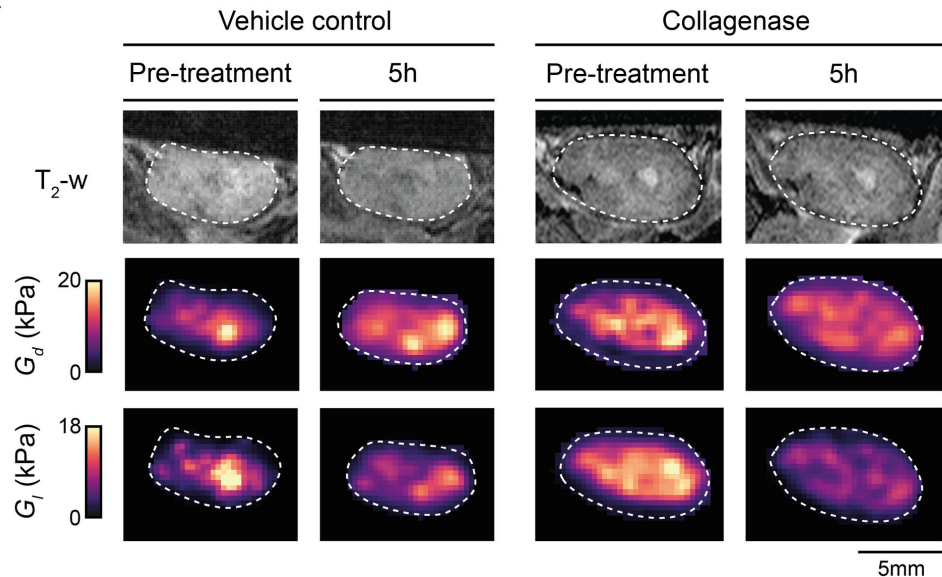 Vehicle control
Collagenase
Pre-treatment
5h
Pre-treatment
5h
T2-w
20
Gd (kPa)
0
18
Gl (kPa)
0
5mm